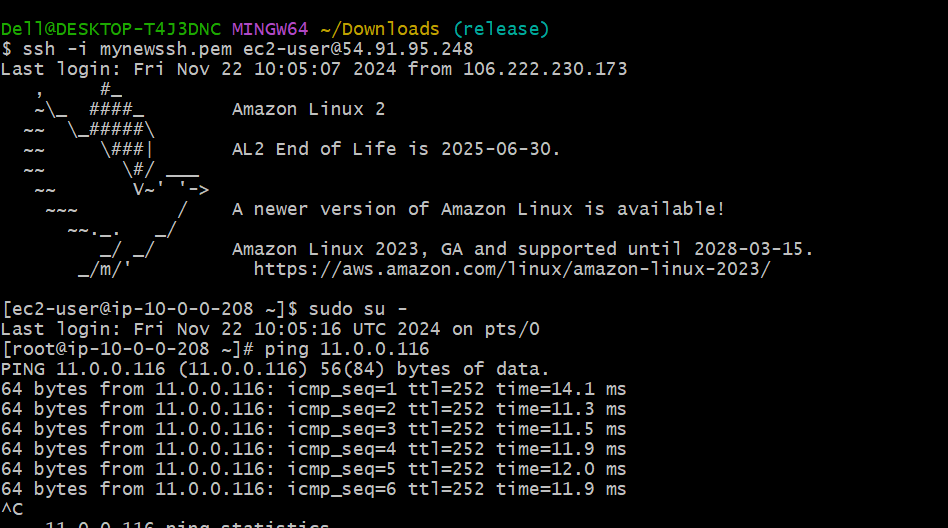 Dell@DESKTOP-T4J3DNC MINGW64 ~/Downloads (release)
$ ssh -i mynewssh.pem ec2-user@54.91.95.248
Last login: Fri Nov 22 10:05:07 2024 from 106.222.230.173
   ,     #_
   ~\_  ####_        Amazon Linux 2
  ~~  \_#####\
  ~~     \###|       AL2 End of Life is 2025-06-30.
  ~~       \#/ ___
   ~~       V~' '->
    ~~~         /    A newer version of Amazon Linux is available!
      ~~._.   _/
         _/ _/       Amazon Linux 2023, GA and supported until 2028-03-15.
       _/m/'           https://aws.amazon.com/linux/amazon-linux-2023/
[ec2-user@ip-10-0-0-208 ~]$ sudo su -
Last login: Fri Nov 22 10:05:16 UTC 2024 on pts/0
[root@ip-10-0-0-208 ~]# ping 11.0.0.116
PING 11.0.0.116 (11.0.0.116) 56(84) bytes of data.
64 bytes from 11.0.0.116: icmp_seq=1 ttl=252 time=14.1 ms
64 bytes from 11.0.0.116: icmp_seq=2 ttl=252 time=11.3 ms
64 bytes from 11.0.0.116: icmp_seq=3 ttl=252 time=11.5 ms
64 bytes from 11.0.0.116: icmp_seq=4 ttl=252 time=11.9 ms
64 bytes from 11.0.0.116: icmp_seq=5 ttl=252 time=12.0 ms
64 bytes from 11.0.0.116: icmp_seq=6 ttl=252 time=11.9 ms
^C
11.0.0.116 ping statistics